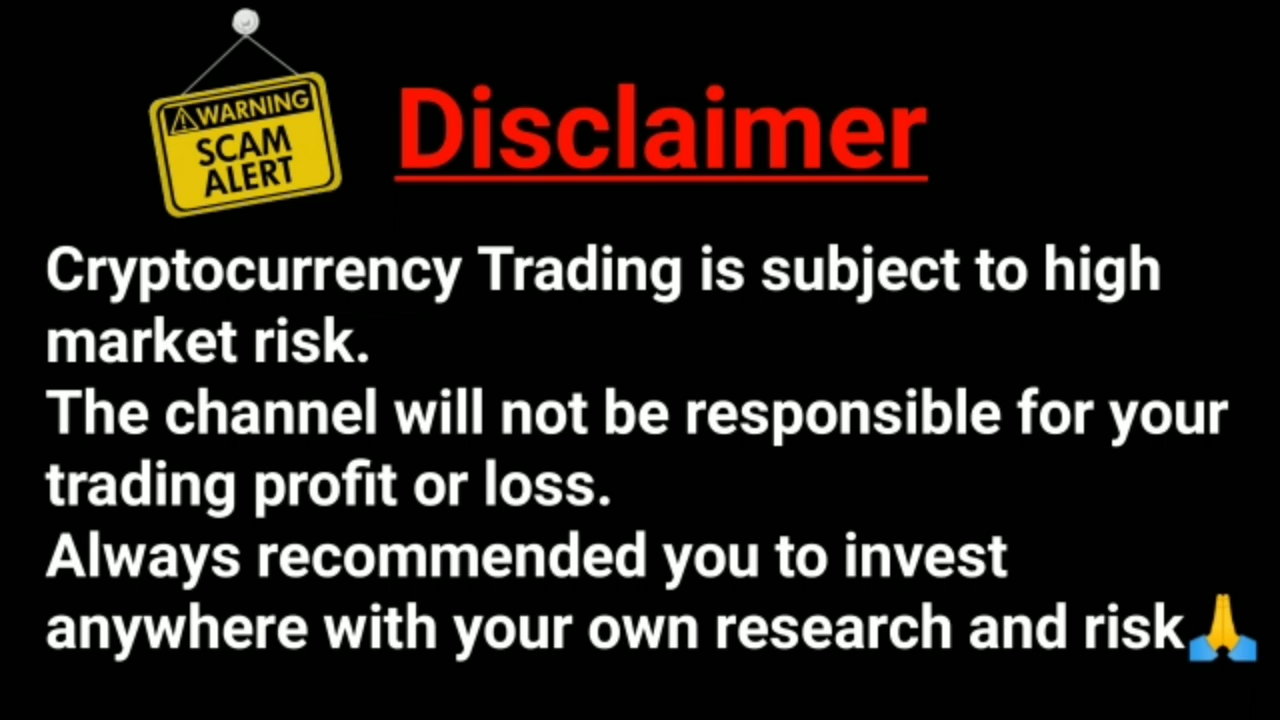 WARNING
SCAM
ALERT
Disclaimer
Cryptocurrency Trading is subject to high
market risk.
The channel will not be responsible for your
trading profit or loss.
Always recommended you to invest
anywhere with your own research and risk🙏